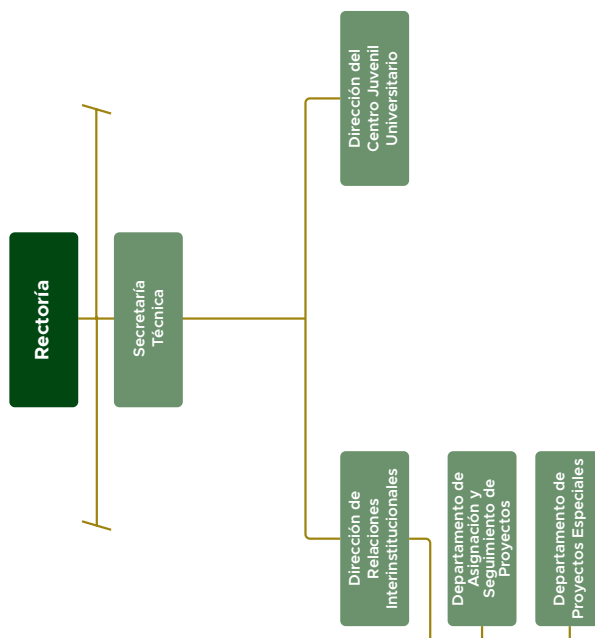 Rectoría
Secretaría
Técnica
Dirección de
Relaciones
Interinstitucionales
Dirección del
Centro Juvenil
Universitario
Departamento de
Asignación y
Seguimiento de
Proyectos
Departamento de
Proyectos Especiales